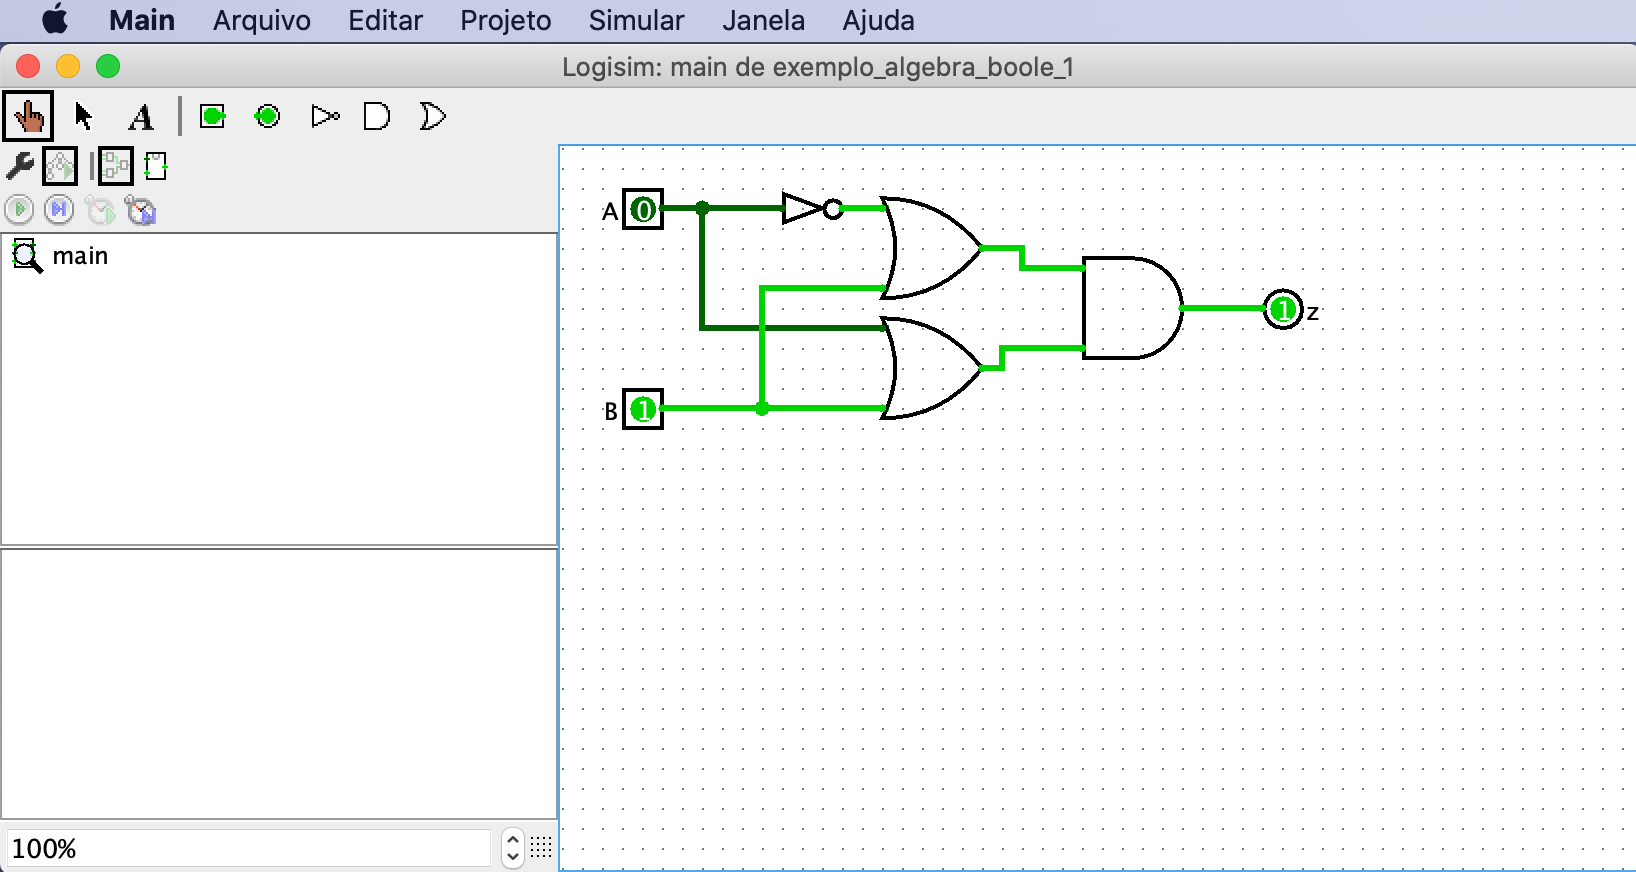 Main Arquivo Editar Projeto Simular Janela Ajuda
Logisim: main de exemplo_algebra_boole_1
A
main
A 0
1 z
B 1
100%